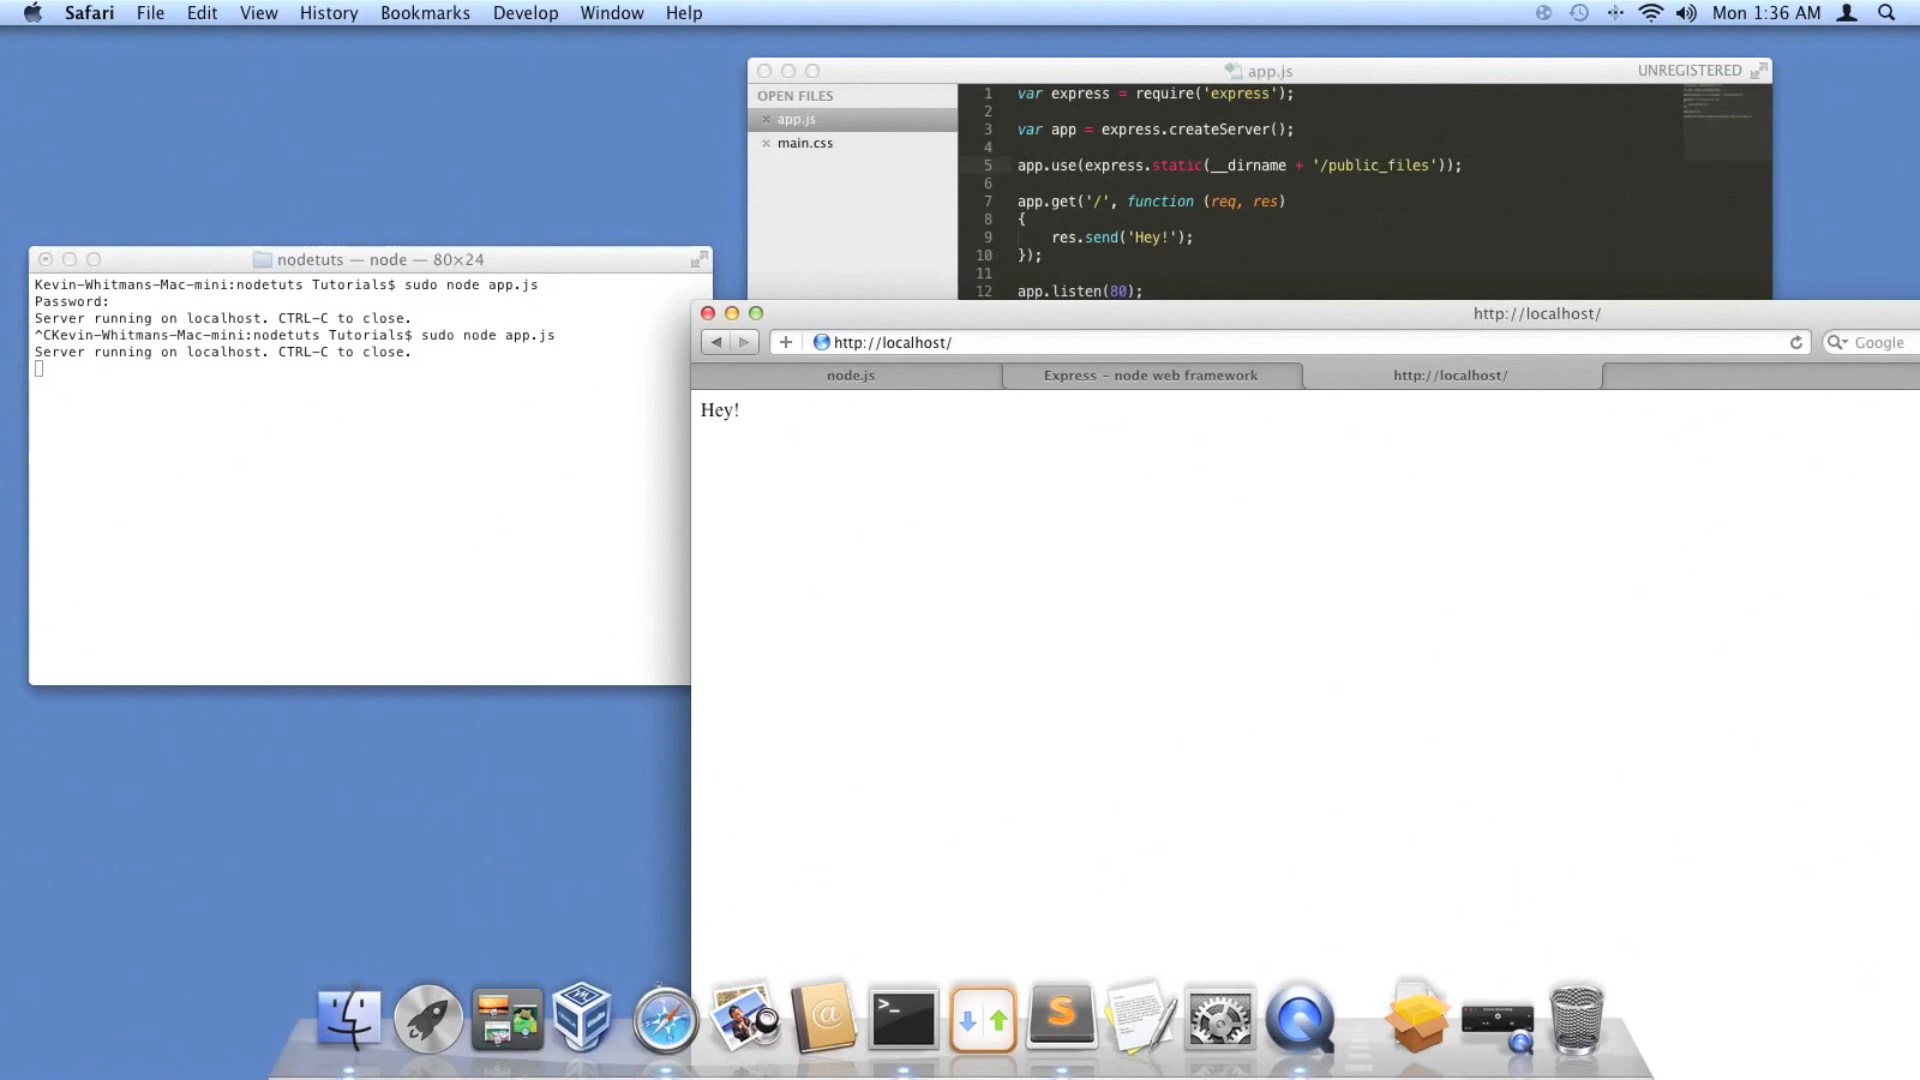 Safari File Edit View History Bookmarks Develop Window Help Mon 1:36 AM
app.js UNREGISTERED
OPEN FILES
app.js
main.css
1 var express = require('express');
2
3 var app = express.createServer();
4
5 app.use(express.static(__dirname + '/public_files'));
6
7 app.get('/', function (req, res)
8 {
9 res.send('Hey!');
10 });
11
12 app.listen(80);
nodetuts — node — 80×24
Kevin-Whitmans-Mac-mini:nodetuts Tutorials$ sudo node app.js
Password:
Server running on localhost. CTRL-C to close.
^CKevin-Whitmans-Mac-mini:nodetuts Tutorials$ sudo node app.js
Server running on localhost. CTRL-C to close.
http://localhost/
http://localhost/ Google
node.js Express - node web framework http://localhost/
Hey!